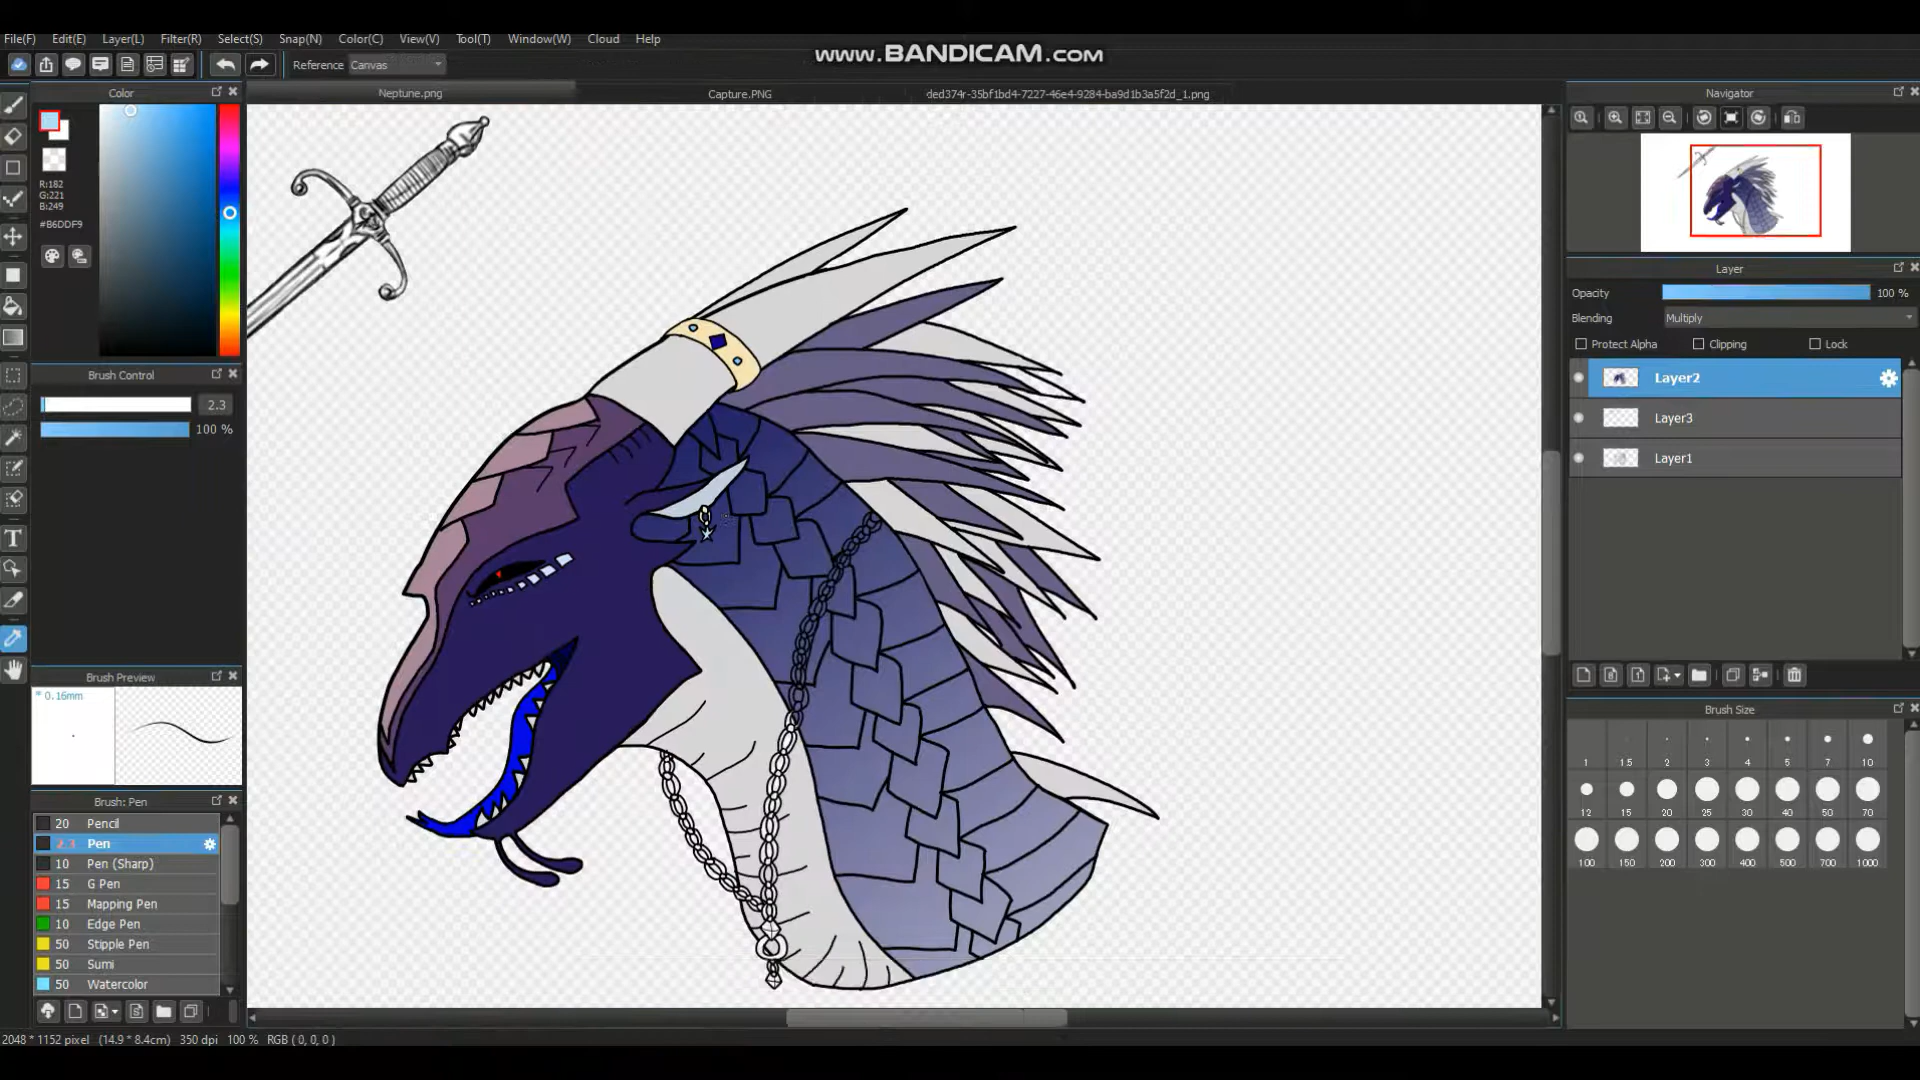 www.BANDICAM.com
File(F) Edit(E) Layer(L) Filter(R) Select(S) Snap(N) Color(C) View(V) Tool(T) Window(W) Cloud Help
Reference Canvas
Color
Neptune.png Capture.PNG ded374r-35bf1bd4-7227-46e4-9284-ba9d1b3a5f2d_1.png
R:182
G:221
B:249
#B6DDF9
Brush Control
2.3
100 %
Brush Preview
* 0.16mm
Brush: Pen
20 Pencil
2.3 Pen
10 Pen (Sharp)
15 G Pen
15 Mapping Pen
10 Edge Pen
50 Stipple Pen
50 Sumi
50 Watercolor
2048 * 1152 pixel (14.9 * 8.4cm) 350 dpi 100 % RGB ( 0, 0, 0 )
Navigator
Layer
Opacity 100 %
Blending Multiply
Protect Alpha Clipping Lock
Layer2
Layer3
Layer1
Brush Size
1 1.5 2 3 4 5 7 10
12 15 20 25 30 40 50 70
100 150 200 300 400 500 700 1000